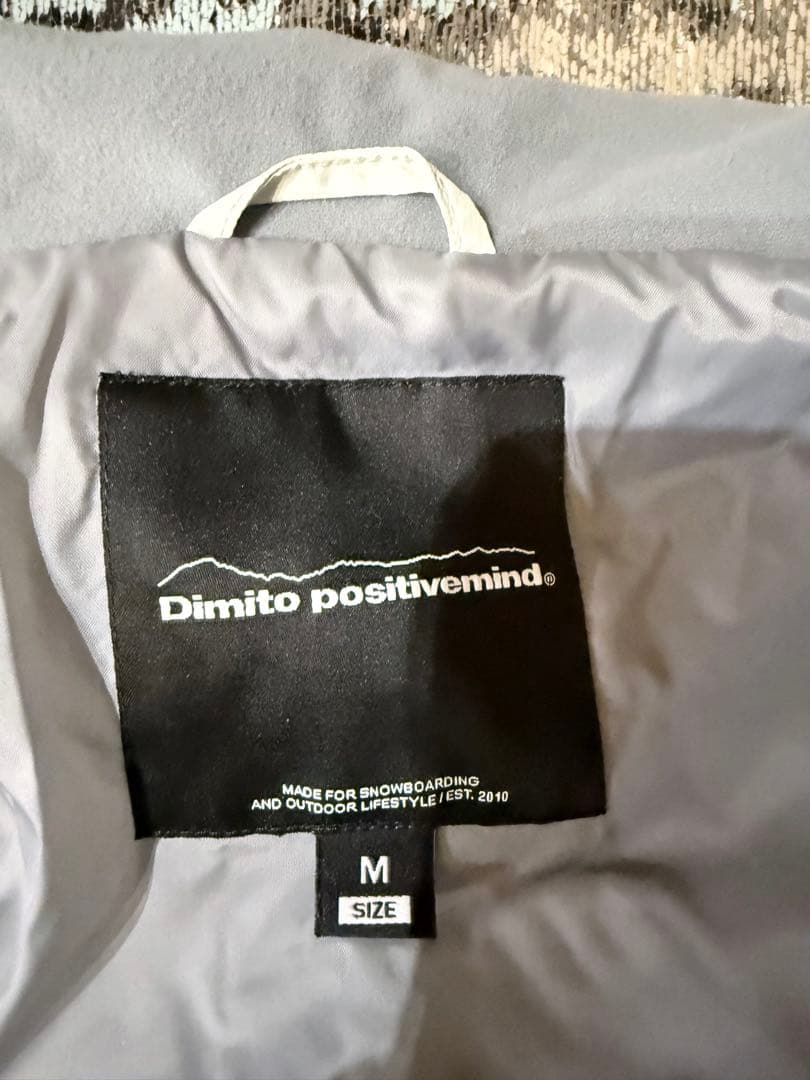 Dimito positivemind®
MADE FOR SNOWBOARDING
AND OUTDOOR LIFESTYLE / EST. 2010
M
SIZE